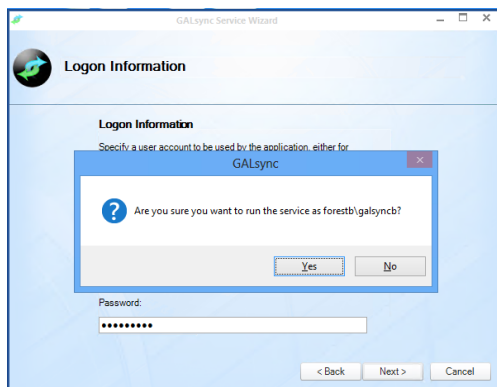 GALsync Service Wizard
Logon Information
Logon Information
Specify a user account to be used by the application, either for
GALsync
Are you sure you want to run the service as forestb\galsyncb?
Yes
No
Password:
•••••••••
< Back
Next >
Cancel